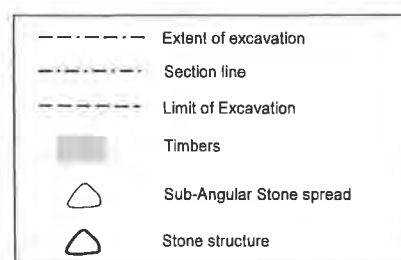 Extent of excavation
Section line
Limit of Excavation
Timbers
Sub-Angular Stone spread
Stone structure